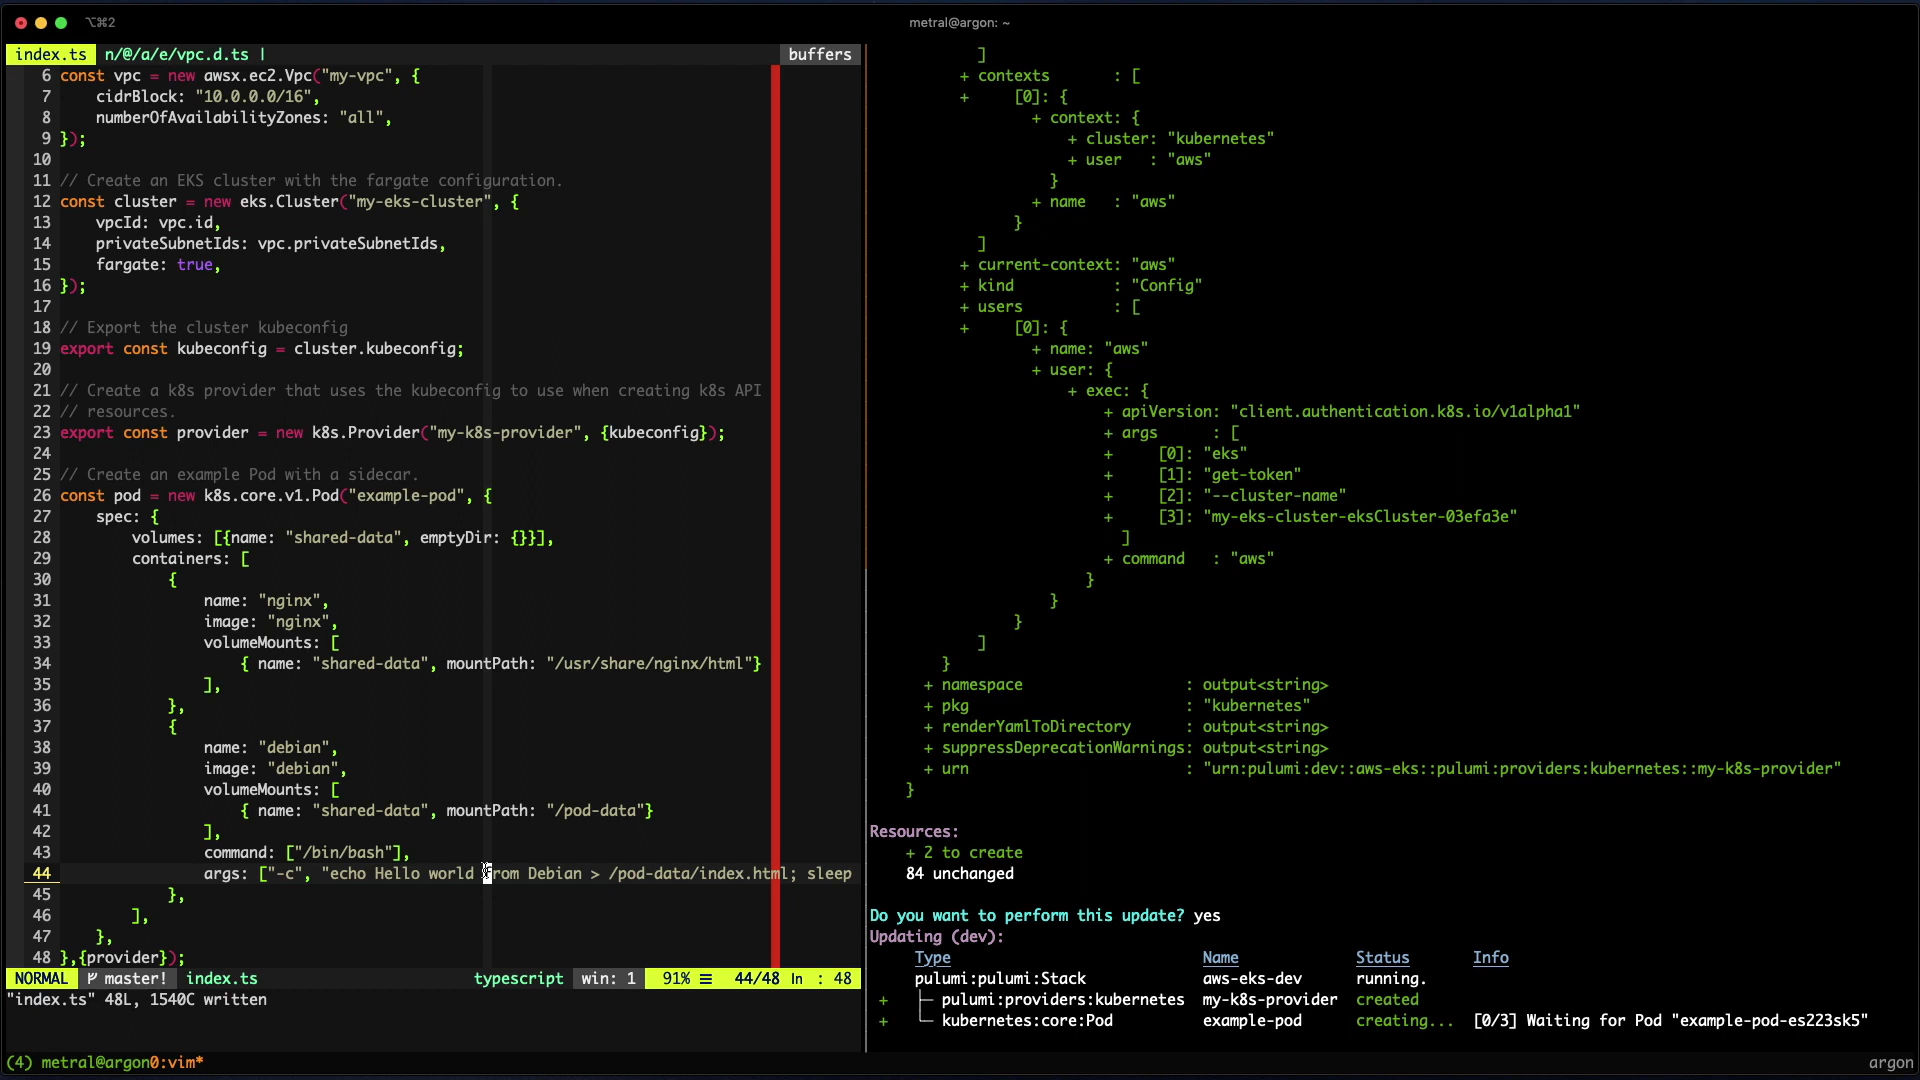 ⌥⌘2
metral@argon: ~
index.ts n/@/a/e/vpc.d.ts | buffers
6 const vpc = new awsx.ec2.Vpc("my-vpc", {
7     cidrBlock: "10.0.0.0/16",
8     numberOfAvailabilityZones: "all",
9 });
10
11 // Create an EKS cluster with the fargate configuration.
12 const cluster = new eks.Cluster("my-eks-cluster", {
13     vpcId: vpc.id,
14     privateSubnetIds: vpc.privateSubnetIds,
15     fargate: true,
16 });
17
18 // Export the cluster kubeconfig
19 export const kubeconfig = cluster.kubeconfig;
20
21 // Create a k8s provider that uses the kubeconfig to use when creating k8s API
22 // resources.
23 export const provider = new k8s.Provider("my-k8s-provider", {kubeconfig});
24
25 // Create an example Pod with a sidecar.
26 const pod = new k8s.core.v1.Pod("example-pod", {
27     spec: {
28         volumes: [{name: "shared-data", emptyDir: {}}],
29         containers: [
30             {
31                 name: "nginx",
32                 image: "nginx",
33                 volumeMounts: [
34                     { name: "shared-data", mountPath: "/usr/share/nginx/html"}
35                 ],
36             },
37             {
38                 name: "debian",
39                 image: "debian",
40                 volumeMounts: [
41                     { name: "shared-data", mountPath: "/pod-data"}
42                 ],
43                 command: ["/bin/bash"],
44                 args: ["-c", "echo Hello world from Debian > /pod-data/index.html; sleep
45             },
46         ],
47     },
48 },{provider});
NORMAL master! index.ts typescript win: 1 91% ☰ 44/48 ln : 48
"index.ts" 48L, 1540C written
]
+ contexts       : [
+     [0]: {
+ context: {
+ cluster: "kubernetes"
+ user   : "aws"
}
+ name   : "aws"
}
]
+ current-context: "aws"
+ kind           : "Config"
+ users          : [
+     [0]: {
+ name: "aws"
+ user: {
+ exec: {
+ apiVersion: "client.authentication.k8s.io/v1alpha1"
+ args      : [
+     [0]: "eks"
+     [1]: "get-token"
+     [2]: "--cluster-name"
+     [3]: "my-eks-cluster-eksCluster-03efa3e"
]
+ command   : "aws"
}
}
}
]
}
+ namespace                  : output<string>
+ pkg                        : "kubernetes"
+ renderYamlToDirectory      : output<string>
+ suppressDeprecationWarnings: output<string>
+ urn                        : "urn:pulumi:dev::aws-eks::pulumi:providers:kubernetes::my-k8s-provider"
}
Resources:
+ 2 to create
84 unchanged
Do you want to perform this update? yes
Updating (dev):
Type Name Status Info
pulumi:pulumi:Stack aws-eks-dev running.
+ ├─ pulumi:providers:kubernetes my-k8s-provider created
+ └─ kubernetes:core:Pod example-pod creating... [0/3] Waiting for Pod "example-pod-es223sk5"
(4) metral@argon0:vim* argon